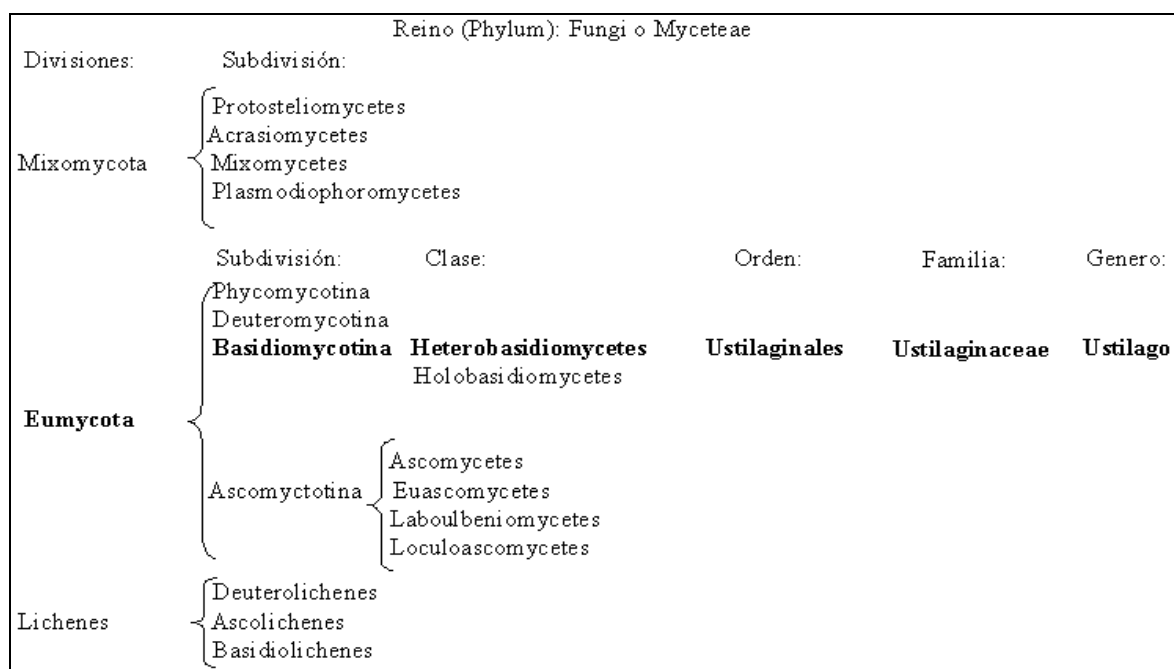 Reino (Phylum): Fungi o Myceteae
Divisiones: Subdivisión:
Protosteliomycetes
Acrasiomycetes
Mixomycota
Mixomycetes
Plasmodiophoromycetes
Subdivisión: Clase: Orden: Familia: Genero:
Phycomycotina
Deuteromycotina
Basidiomycotina Heterobasidiomycetes Ustilaginales Ustilaginaceae Ustilago
Holobasidiomycetes
Eumycota
Ascomycetes
Ascomyctotina Euascomycetes
Laboulbeniomycetes
Loculoascomycetes
Deuterolichenes
Lichenes Ascolichenes
Basidiolichenes